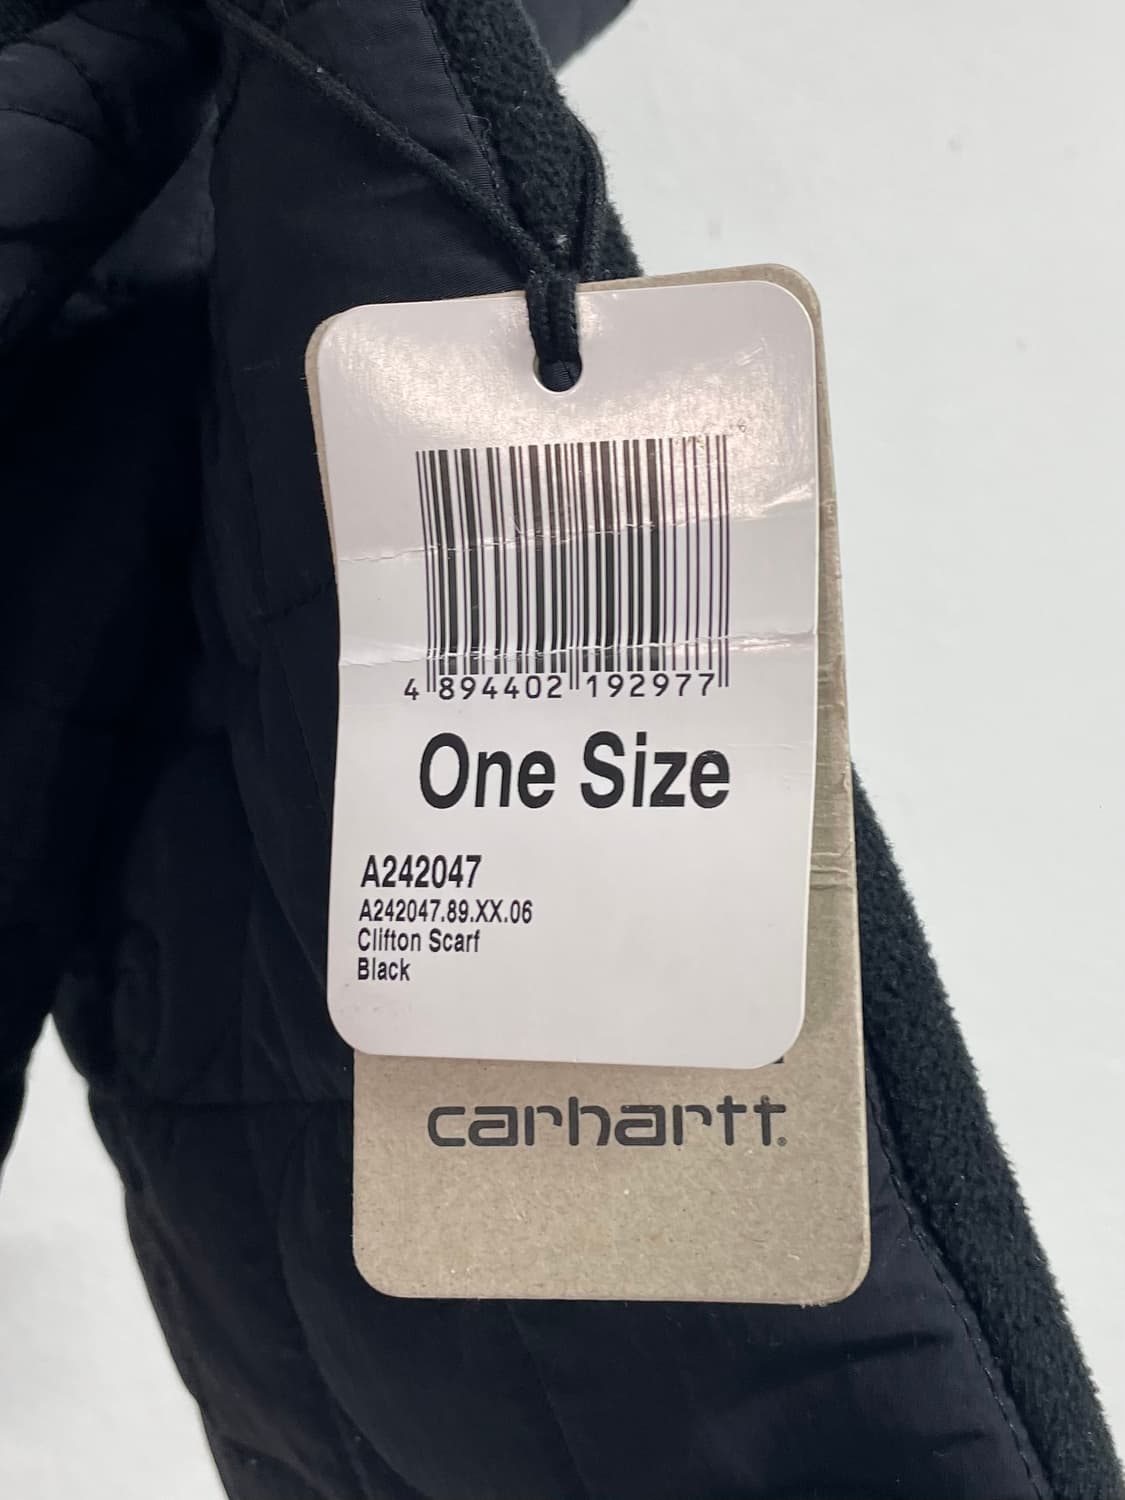 4 894402 192977
One Size
A242047
A242047.89.XX.06
Clifton Scarf
Black
carhartt®